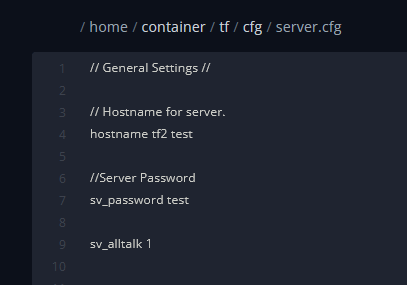 / home / container / tf / cfg / server.cfg
1 // General Settings //
2
3 // Hostname for server.
4 hostname tf2 test
5
6 //Server Password
7 sv_password test
8
9 sv_alltalk 1
10